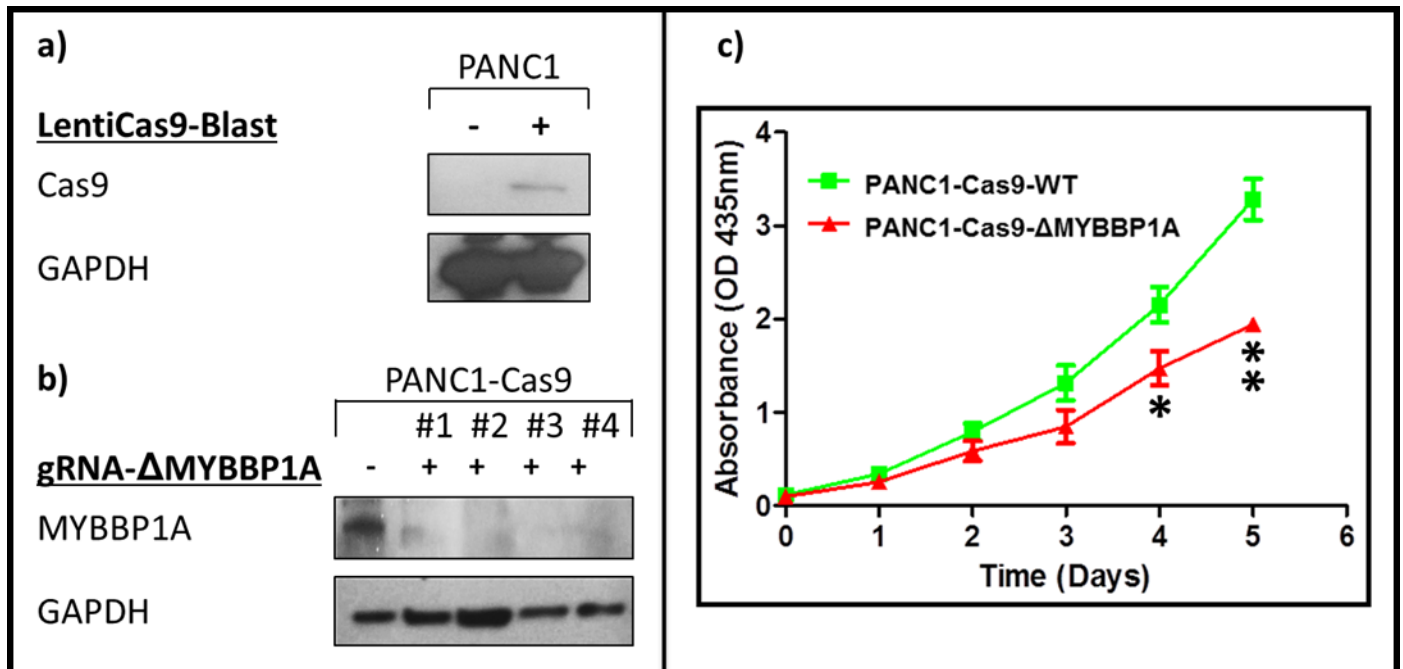 a)
PANC1
LentiCas9-Blast
- +
Cas9
GAPDH
b)
PANC1-Cas9
#1 #2 #3 #4
gRNA-ΔMYBBP1A
- + + + +
MYBBP1A
GAPDH
c)
4
3
2
1
0
Absorbance (OD 435nm)
PANC1-Cas9-WT
PANC1-Cas9-ΔMYBBP1A
*
*
*
0 1 2 3 4 5 6
Time (Days)